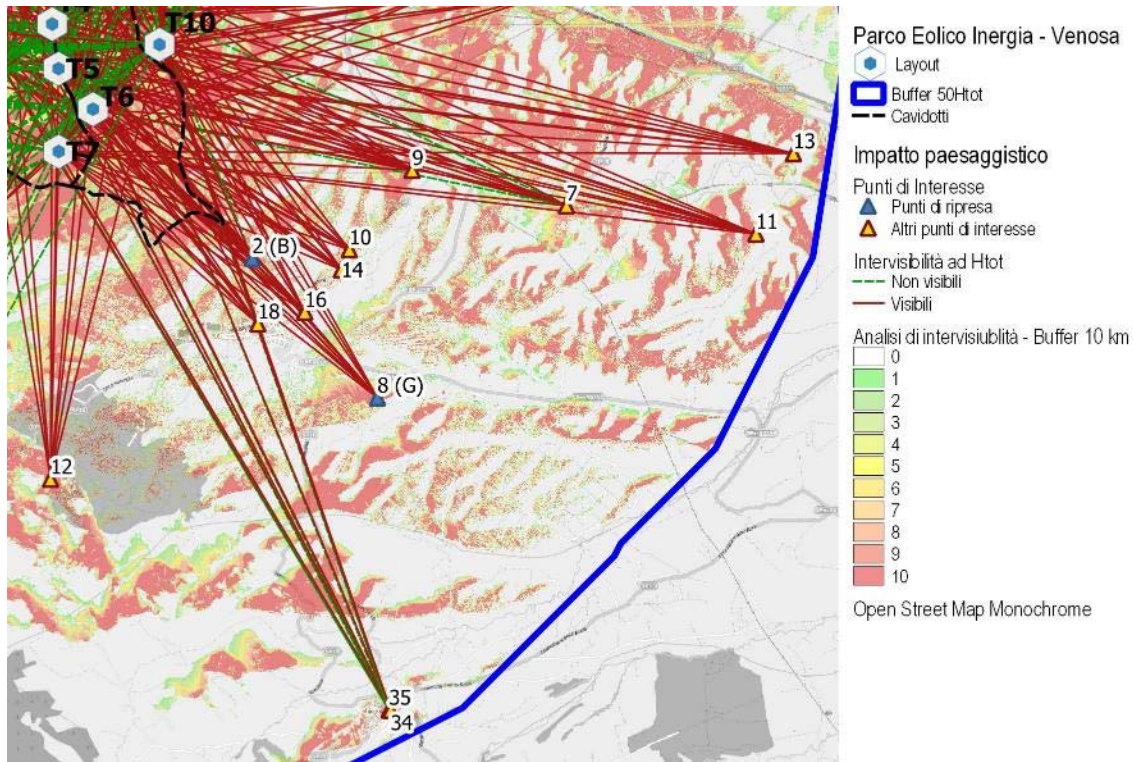 T10
T5
T6
T7
13
9
7
11
10
2 (B)
14
16
18
8 (G)
12
35
34
Parco Eolico Inergia - Venosa
Layout
Buffer 50Htot
Cavidotti
Impatto paesaggistico
Punti di Interesse
Punti di ripresa
Altri punti di interesse
Intervisibilità ad Htot
Non visibili
Visibili
Analisi di intervisiublità - Buffer 10 km
0
1
2
3
4
5
6
7
8
9
10
Open Street Map Monochrome